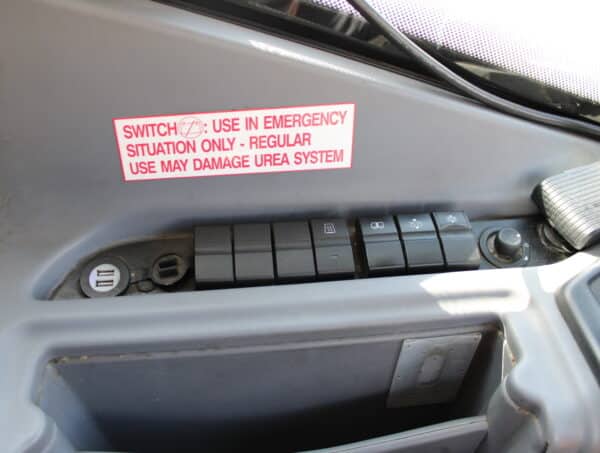 SWITCH : USE IN EMERGENCY
SITUATION ONLY - REGULAR
USE MAY DAMAGE UREA SYSTEM